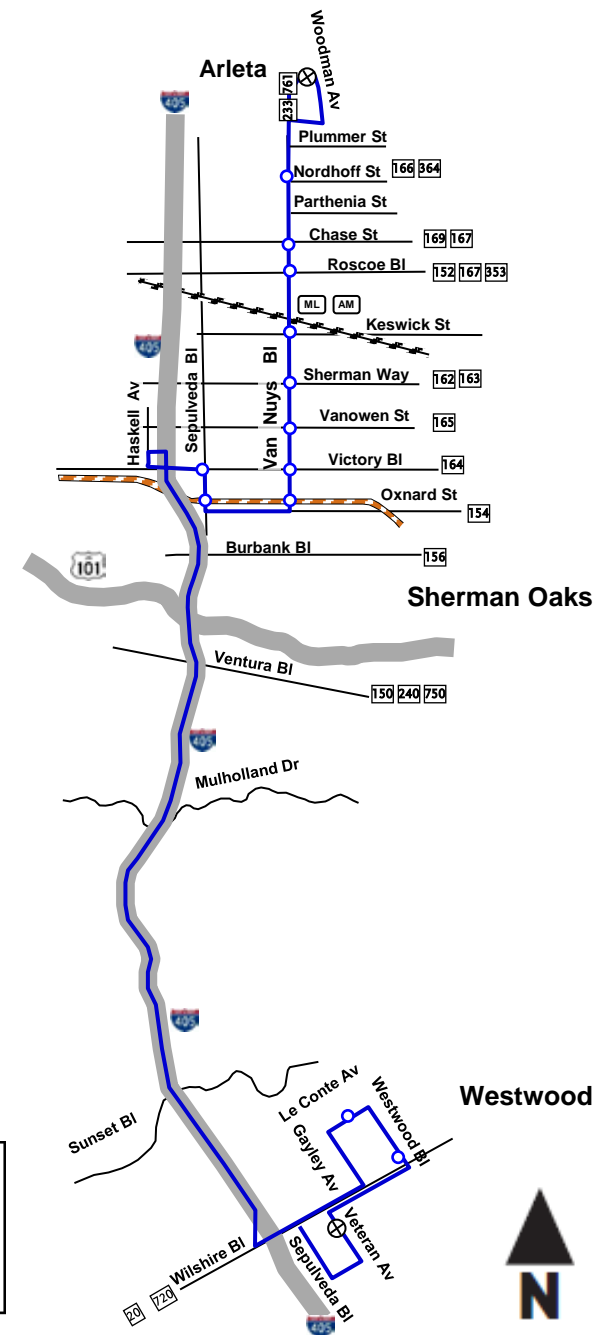 Woodman Av
Arleta
761
233
405
Plummer St
Nordhoff St
166 364
Parthenia St
Chase St
169 167
Roscoe Bl
152 167 353
ML AM
Keswick St
405
Sepulveda Bl
Van Nuys Bl
Haskell Av
Sherman Way
162 163
Vanowen St
165
Victory Bl
164
Oxnard St
154
Burbank Bl
156
101
Sherman Oaks
Ventura Bl
150 240 750
405
Mulholland Dr
405
Le Conte Av
Westwood Bl
Westwood
Sunset Bl
Gayley Av
Veteran Av
Wilshire Bl
Sepulveda Bl
20 720
405
N